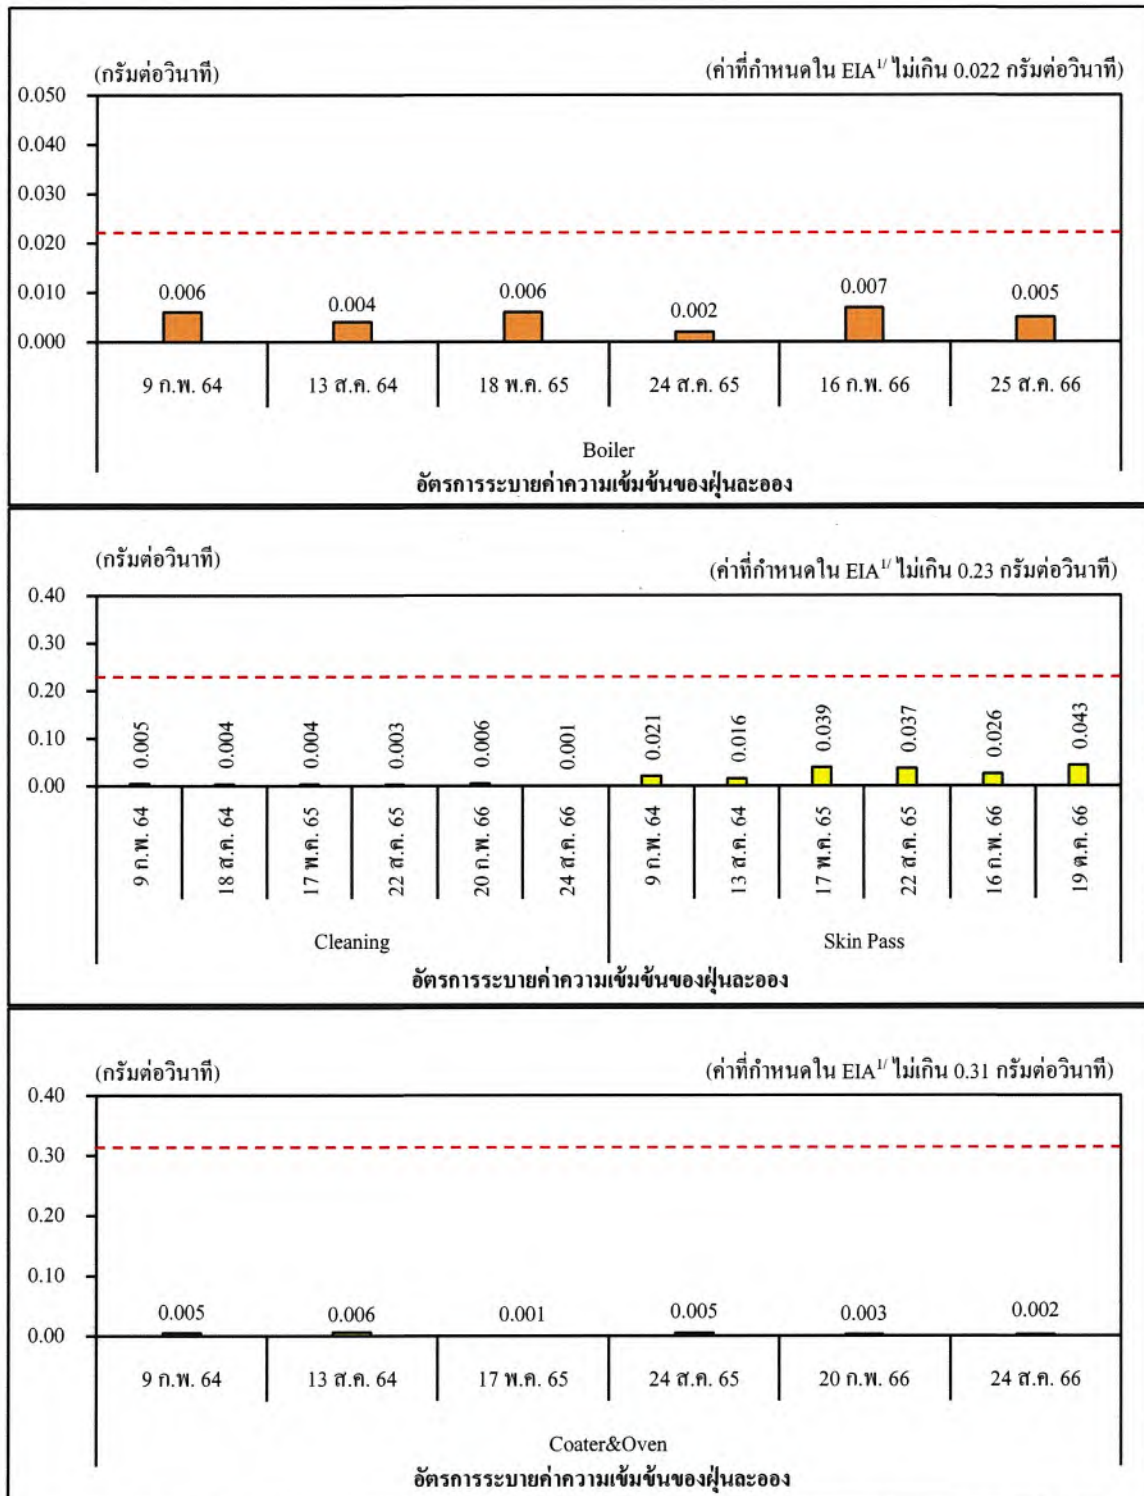 (กรัมต่อวินาที) (ค่าที่กำหนดใน EIA1/ ไม่เกิน 0.022 กรัมต่อวินาที)
0.050
0.040
0.030
0.020
0.010
0.000
0.006 0.004 0.006 0.002 0.007 0.005
9 ก.พ. 64 13 ส.ค. 64 18 พ.ค. 65 24 ส.ค. 65 16 ก.พ. 66 25 ส.ค. 66
Boiler
อัตรการระบายค่าความเข้มข้นของฝุ่นละออง
(กรัมต่อวินาที) (ค่าที่กำหนดใน EIA1/ ไม่เกิน 0.23 กรัมต่อวินาที)
0.40
0.30
0.20
0.10
0.00
0.005 0.004 0.004 0.003 0.006 0.001 0.021 0.016 0.039 0.037 0.026 0.043
9 ก.พ. 64 18 ส.ค. 64 17 พ.ค. 65 22 ส.ค. 65 20 ก.พ. 66 24 ส.ค. 66 9 ก.พ. 64 13 ส.ค. 64 17 พ.ค. 65 22 ส.ค. 65 16 ก.พ. 66 19 ต.ค. 66
Cleaning Skin Pass
อัตรการระบายค่าความเข้มข้นของฝุ่นละออง
(กรัมต่อวินาที) (ค่าที่กำหนดใน EIA1/ ไม่เกิน 0.31 กรัมต่อวินาที)
0.40
0.30
0.20
0.10
0.00
0.005 0.006 0.001 0.005 0.003 0.002
9 ก.พ. 64 13 ส.ค. 64 17 พ.ค. 65 24 ส.ค. 65 20 ก.พ. 66 24 ส.ค. 66
Coater&Oven
อัตรการระบายค่าความเข้มข้นของฝุ่นละออง